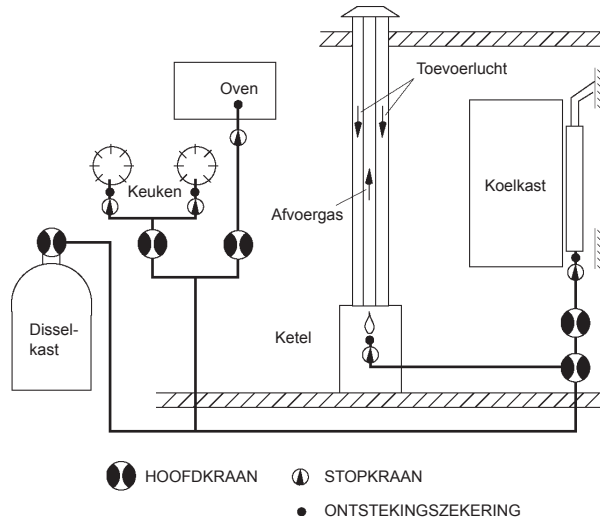 Toevoerlucht
Oven
Keuken
Koelkast
Afvoergas
Dissel-
kast
Ketel
HOOFDKRAAN
STOPKRAAN
ONTSTEKINGSZEKERING